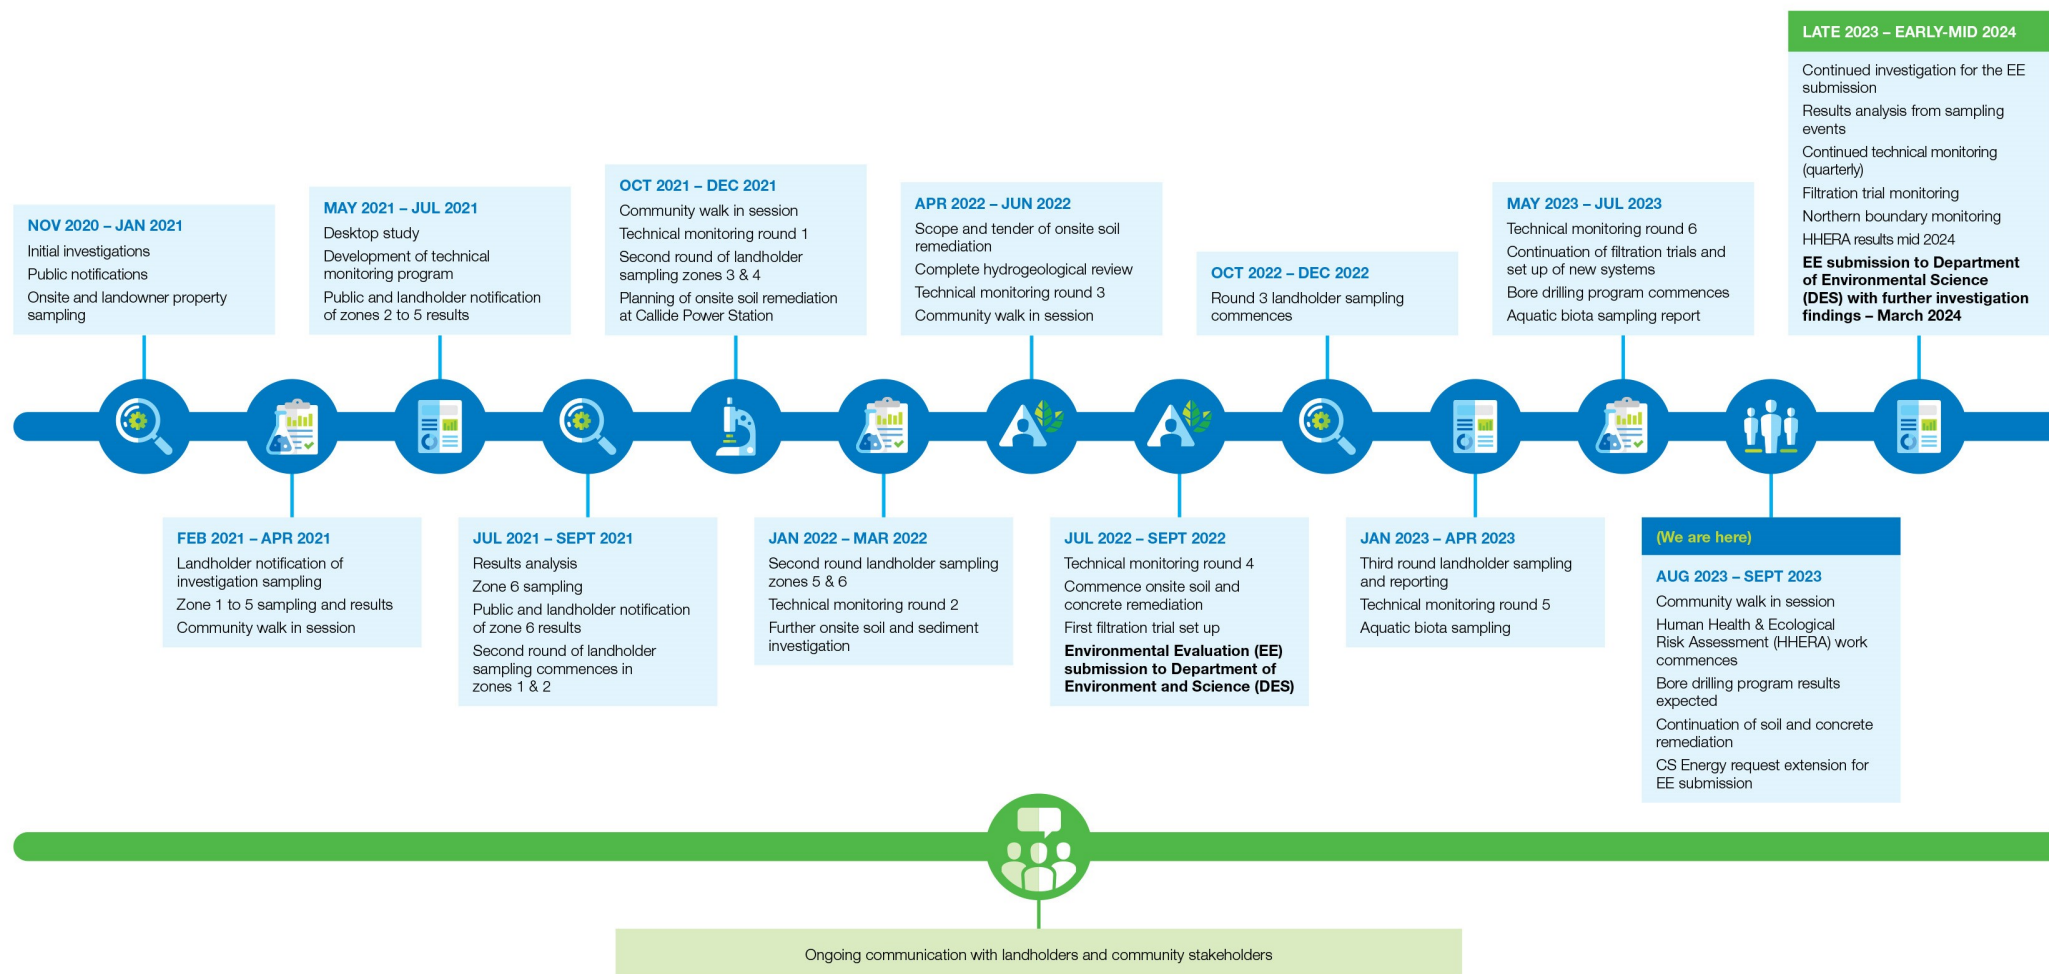 NOV 2020 – JAN 2021
Initial investigations
Public notifications
Onsite and landowner property
sampling
FEB 2021 – APR 2021
Landholder notification of
investigation sampling
Zone 1 to 5 sampling and results
Community walk in session
MAY 2021 – JUL 2021
Desktop study
Development of technical
monitoring program
Public and landholder notification
of zones 2 to 5 results
JUL 2021 – SEPT 2021
Results analysis
Zone 6 sampling
Public and landholder notification
of zone 6 results
Second round of landholder
sampling commences in
zones 1 & 2
OCT 2021 – DEC 2021
Community walk in session
Technical monitoring round 1
Second round of landholder
sampling zones 3 & 4
Planning of onsite soil remediation
at Callide Power Station
JAN 2022 – MAR 2022
Second round landholder sampling
zones 5 & 6
Technical monitoring round 2
Further onsite soil and sediment
investigation
APR 2022 – JUN 2022
Scope and tender of onsite soil
remediation
Complete hydrogeological review
Technical monitoring round 3
Community walk in session
JUL 2022 – SEPT 2022
Technical monitoring round 4
Commence onsite soil and
concrete remediation
First filtration trial set up
Environmental Evaluation (EE)
submission to Department of
Environment and Science (DES)
OCT 2022 – DEC 2022
Round 3 landholder sampling
commences
JAN 2023 – APR 2023
Third round landholder sampling
and reporting
Technical monitoring round 5
Aquatic biota sampling
MAY 2023 – JUL 2023
Technical monitoring round 6
Continuation of filtration trials and
set up of new systems
Bore drilling program commences
Aquatic biota sampling report
(We are here)
AUG 2023 – SEPT 2023
Community walk in session
Human Health & Ecological
Risk Assessment (HHERA) work
commences
Bore drilling program results
expected
Continuation of soil and concrete
remediation
CS Energy request extension for
EE submission
LATE 2023 – EARLY-MID 2024
Continued investigation for the EE
submission
Results analysis from sampling
events
Continued technical monitoring
(quarterly)
Filtration trial monitoring
Northern boundary monitoring
HHERA results mid 2024
EE submission to Department
of Environmental Science
(DES) with further investigation
findings – March 2024
Ongoing communication with landholders and community stakeholders